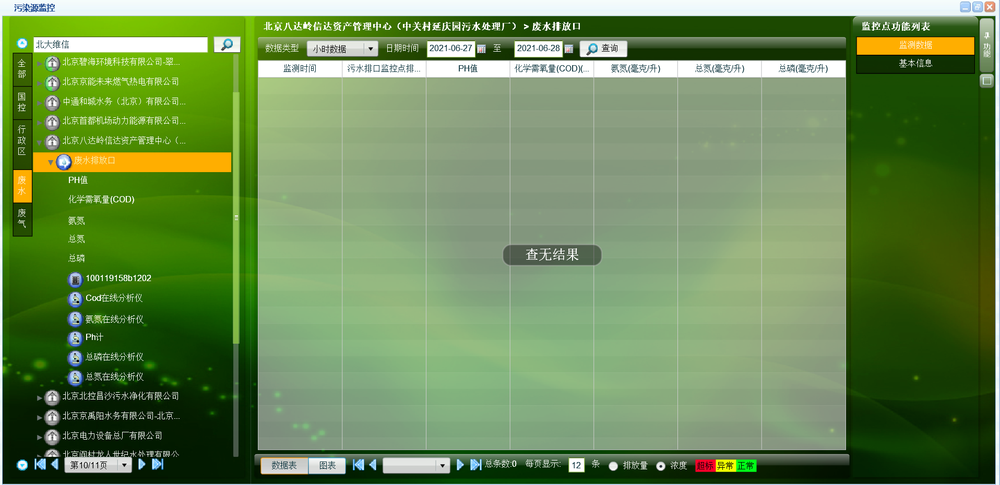 污染源监控
北大维信
全部
国控
行政区
废水
废气
北京碧海环境科技有限公司-翠...
北京京能未来燃气热电有限公司
中通和城水务（北京）有限公司...
北京首都机场动力能源有限公司...
北京八达岭信达资产管理中心（...
废水排放口
PH值
化学需氧量(COD)
氨氮
总氮
总磷
100119158b1202
Cod在线分析仪
氨氮在线分析仪
Ph计
总磷在线分析仪
总氮在线分析仪
北京北控昌沙污水净化有限公司
北京京禹阳水务有限公司-北京...
北京电力设备总厂有限公司
北京阎村龙人世纪水处理有限公
第10/11页
北京八达岭信达资产管理中心（中关村延庆园污水处理厂）> 废水排放口
数据类型 小时数据 日期时间 2021-06-27 至 2021-06-28 查询
监测时间 污水排口监控点排... PH值 化学需氧量(COD)(... 氨氮(毫克/升) 总氮(毫克/升) 总磷(毫克/升)
查无结果
数据表 图表 总条数:0 每页显示: 12 条 排放量 浓度 超标 异常 正常
监控点功能列表
监测数据
基本信息
功能